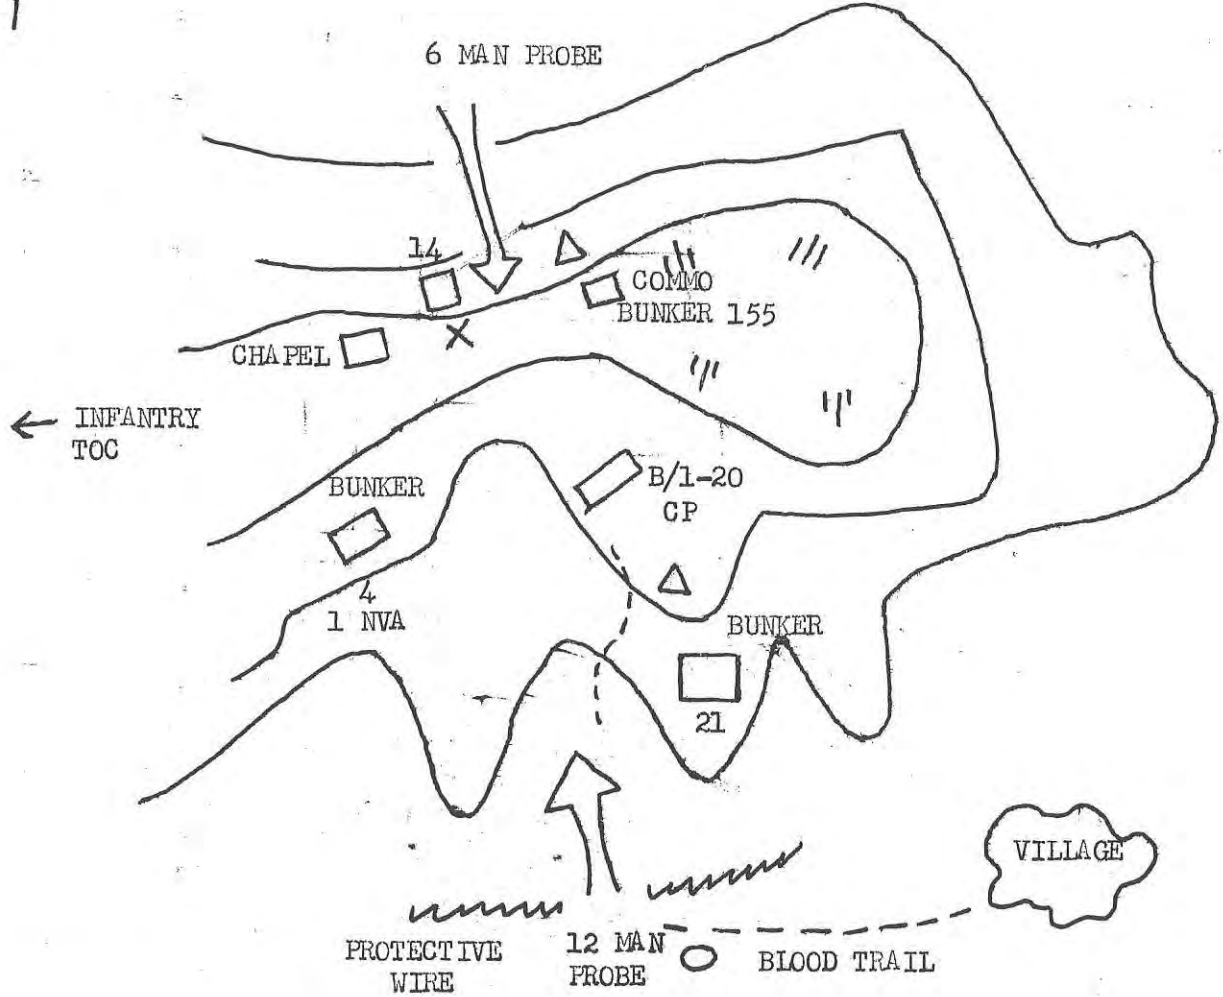 6 MAN PROBE
14
COMMO
BUNKER 155
CHAPEL
← INFANTRY
TOC
BUNKER
B/1-20
CP
4
1 NVA
BUNKER
21
VILLAGE
PROTECTIVE
WIRE
12 MAN
PROBE
BLOOD TRAIL